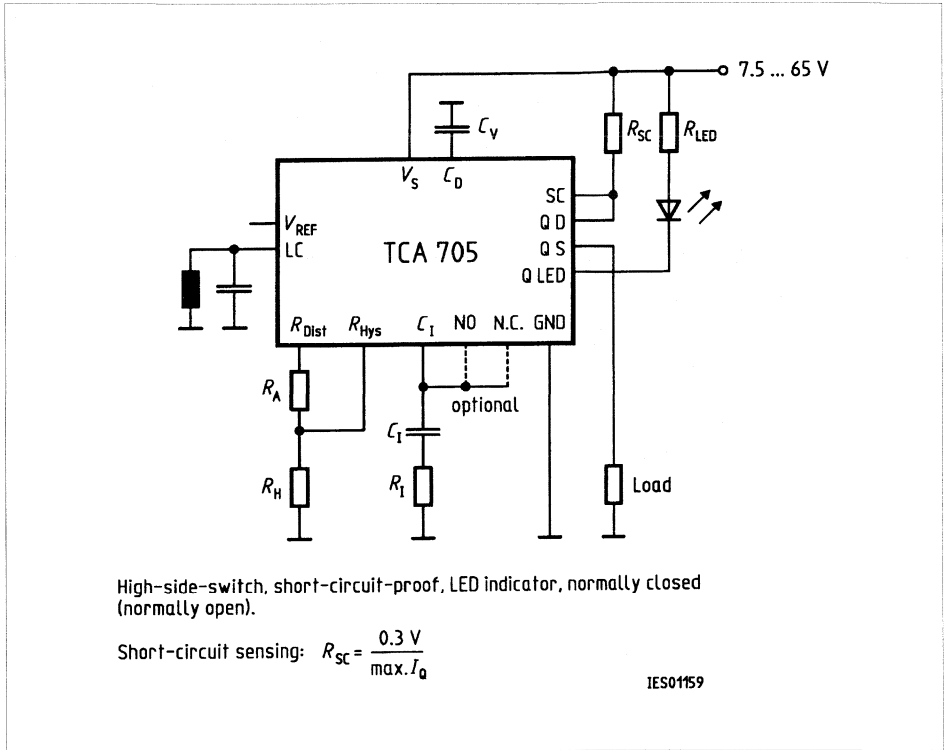 7.5 ... 65 V
C_V
R_SC
R_LED
V_S
C_D
SC
V_REF
Q D
LC
TCA 705
Q S
Q LED
R_Dist
R_Hys
C_I
NO
N.C.
GND
R_A
optional
C_I
R_H
R_I
Load
High-side-switch, short-circuit-proof, LED indicator, normally closed
(normally open).
Short-circuit sensing: R_SC = 0.3 V / max. I_Q
IES01159